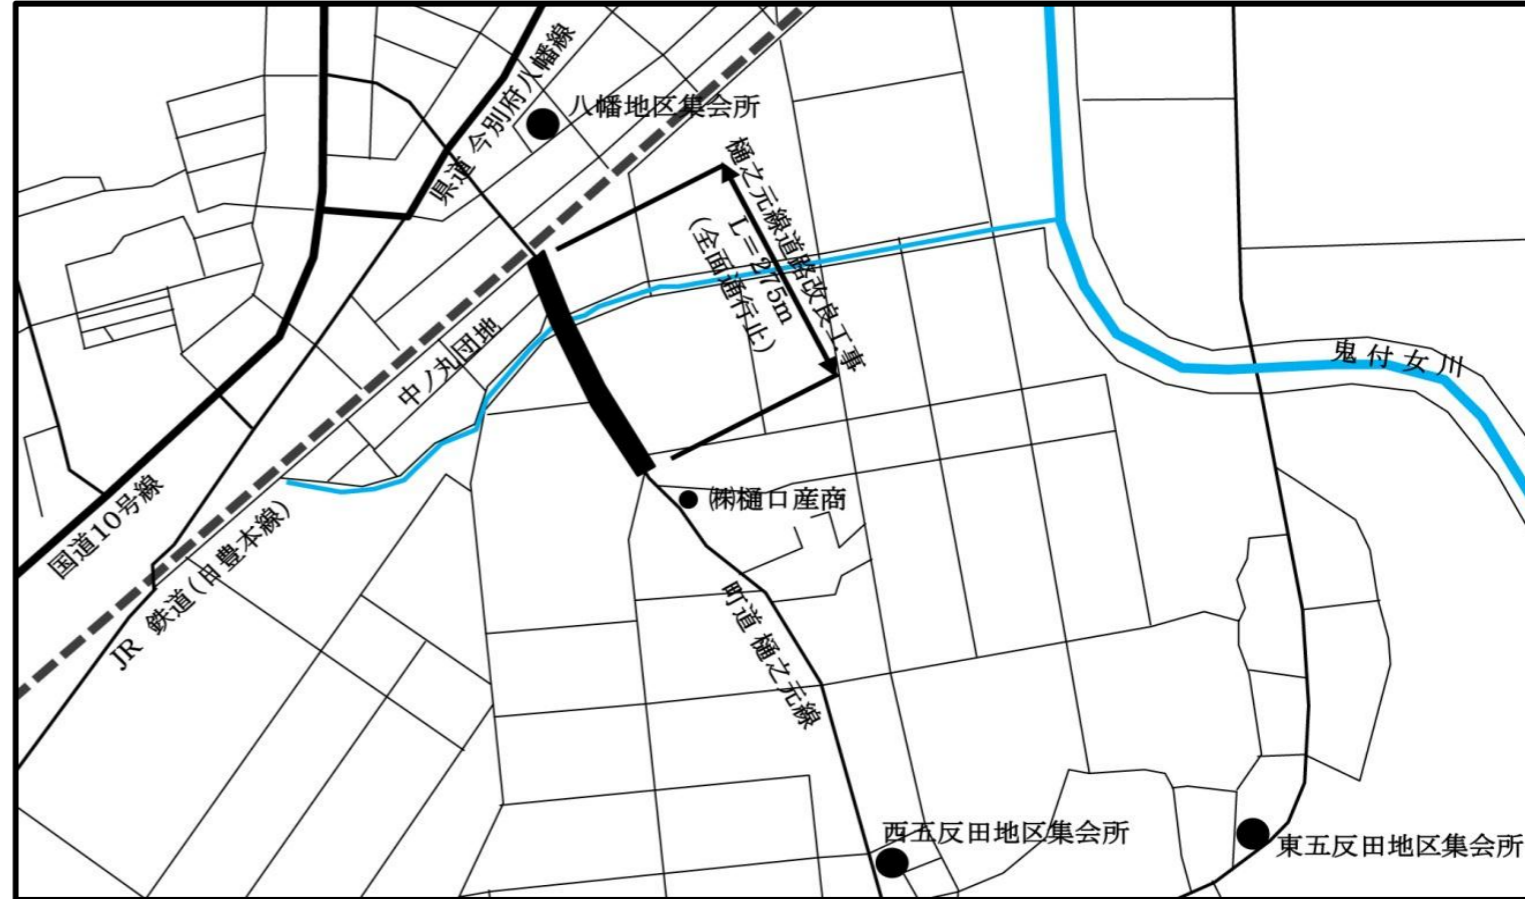 県道 今別府八幡線
八幡地区集会所
樋之元線道路改良工事
L＝275m
(全面通行止)
鬼付女川
中ノ丸団地
国道10号線
JR 鉄道(日豊本線)
㈱樋口産商
町道 樋之元線
西五反田地区集会所
東五反田地区集会所